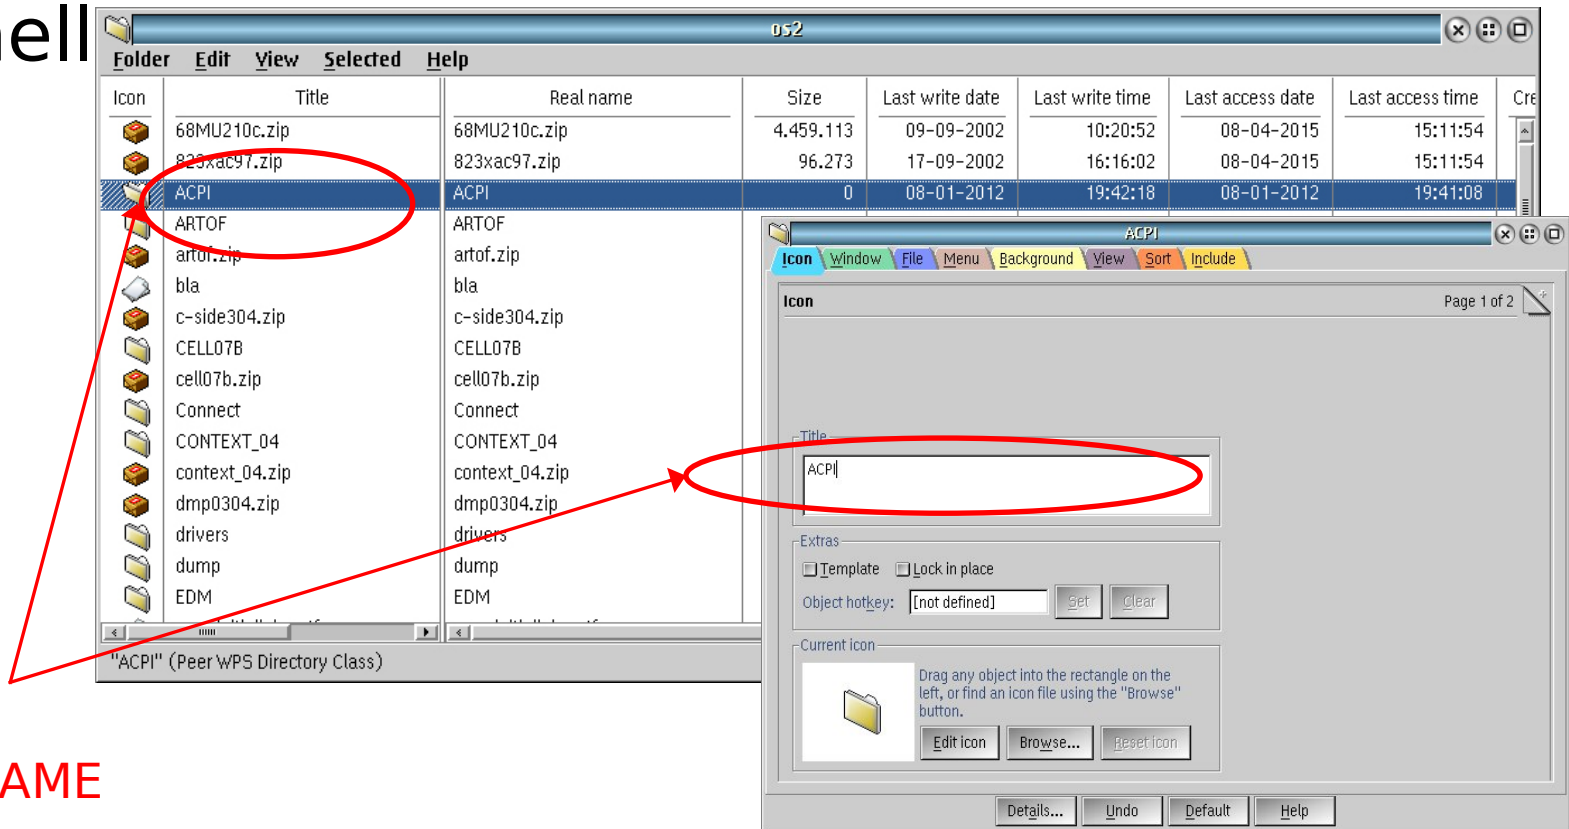 ell
os2
Folder Edit View Selected Help
Icon Title Real name Size Last write date Last write time Last access date Last access time Cre
68MU210c.zip 68MU210c.zip 4.459.113 09-09-2002 10:20:52 08-04-2015 15:11:54
823xac97.zip 823xac97.zip 96.273 17-09-2002 16:16:02 08-04-2015 15:11:54
ACPI ACPI 0 08-01-2012 19:42:18 08-01-2012 19:41:08
ARTOF ARTOF
artof.zip artof.zip
bla bla
c-side304.zip c-side304.zip
CELL07B CELL07B
cell07b.zip cell07b.zip
Connect Connect
CONTEXT_04 CONTEXT_04
context_04.zip context_04.zip
dmp0304.zip dmp0304.zip
drivers drivers
dump dump
EDM EDM
"ACPI" (Peer WPS Directory Class)
ACPI
Icon Window File Menu Background View Sort Include
Icon Page 1 of 2
Title
ACPI
Extras
Template Lock in place
Object hotkey: [not defined] Set Clear
Current icon
Drag any object into the rectangle on the
left, or find an icon file using the "Browse"
button.
Edit icon Browse... Reset icon
Details... Undo Default Help
AME